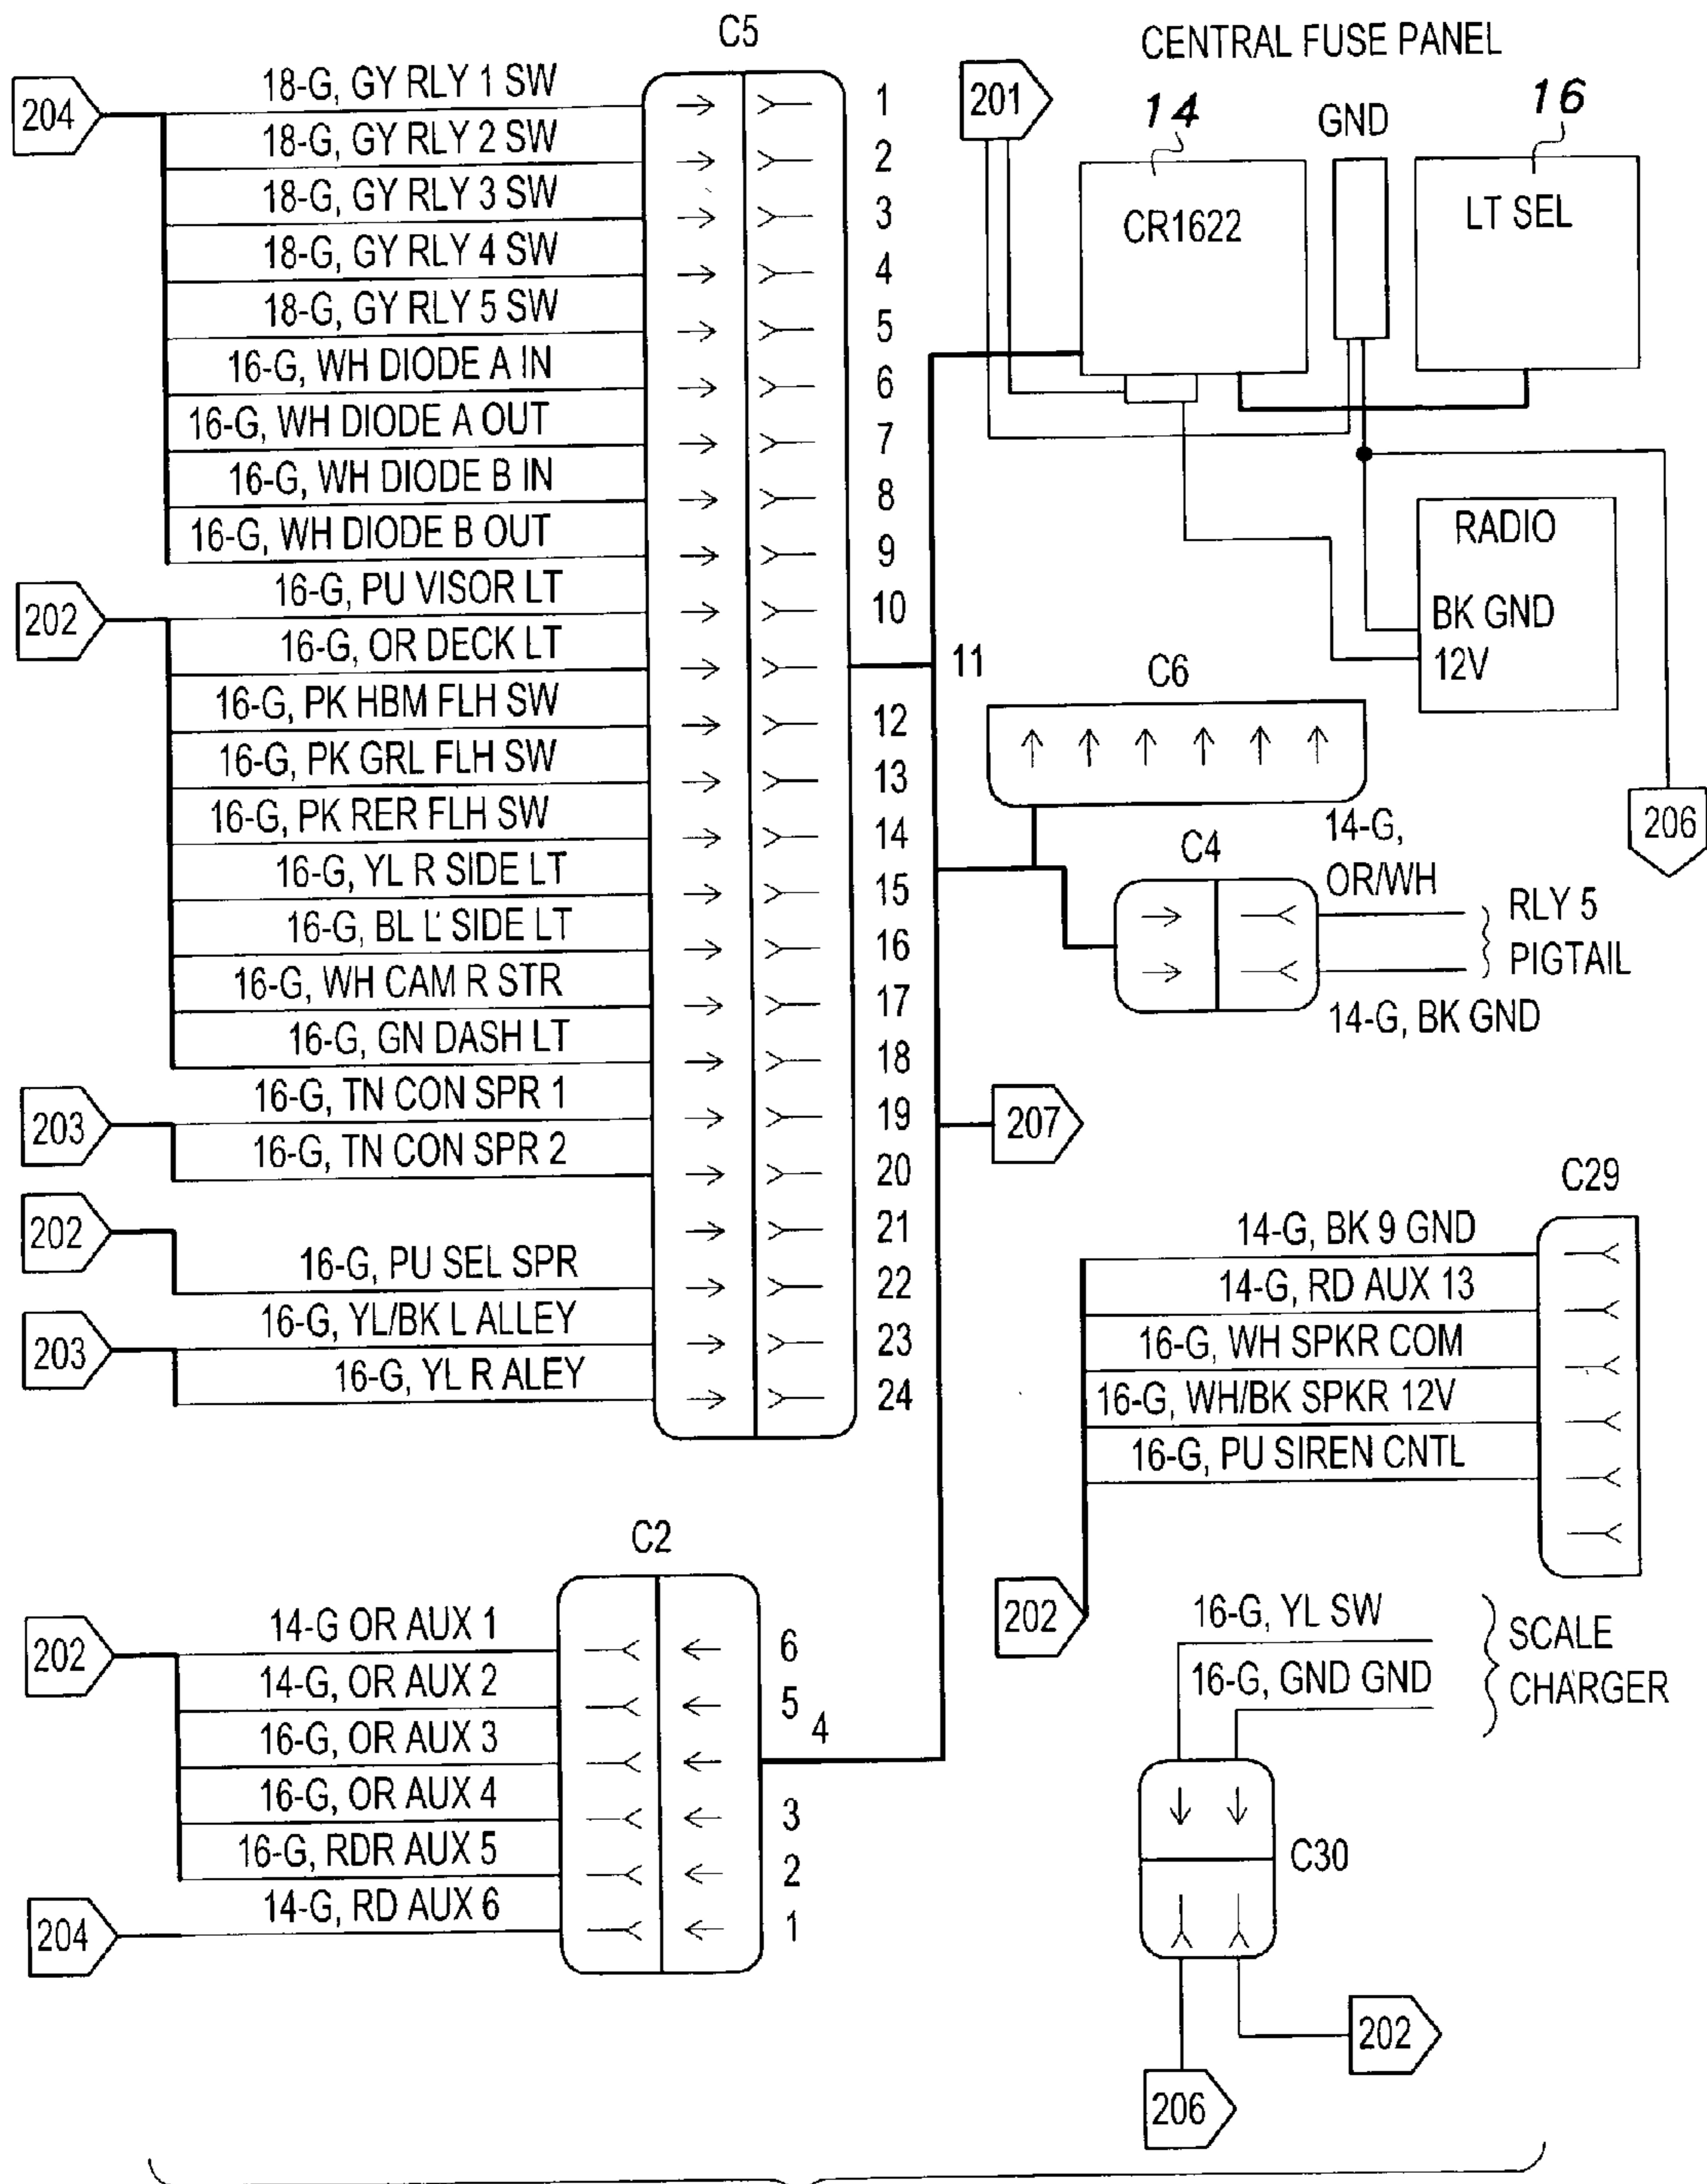 C5
204
18-G, GY RLY 1 SW
1
18-G, GY RLY 2 SW
2
18-G, GY RLY 3 SW
3
18-G, GY RLY 4 SW
4
18-G, GY RLY 5 SW
5
16-G, WH DIODE A IN
6
16-G, WH DIODE A OUT
7
16-G, WH DIODE B IN
8
16-G, WH DIODE B OUT
9
202
16-G, PU VISOR LT
10
16-G, OR DECK LT
11
16-G, PK HBM FLH SW
12
16-G, PK GRL FLH SW
13
16-G, PK RER FLH SW
14
16-G, YL R SIDE LT
15
16-G, BL L' SIDE LT
16
16-G, WH CAM R STR
17
16-G, GN DASH LT
18
203
16-G, TN CON SPR 1
19
16-G, TN CON SPR 2
20
202
21
16-G, PU SEL SPR
22
203
16-G, YL/BK L ALLEY
23
16-G, YL R ALEY
24
CENTRAL FUSE PANEL
201
14
CR1622
GND
16
LT SEL
RADIO
BK GND
12V
206
C6
C4
14-G,
OR/WH
RLY 5
PIGTAIL
14-G, BK GND
207
C29
14-G, BK 9 GND
14-G, RD AUX 13
16-G, WH SPKR COM
16-G, WH/BK SPKR 12V
16-G, PU SIREN CNTL
202
C2
202
14-G OR AUX 1
6
14-G, OR AUX 2
5
16-G, OR AUX 3
4
16-G, OR AUX 4
3
16-G, RDR AUX 5
2
204
14-G, RD AUX 6
1
16-G, YL SW
16-G, GND GND
SCALE
CHARGER
C30
202
206